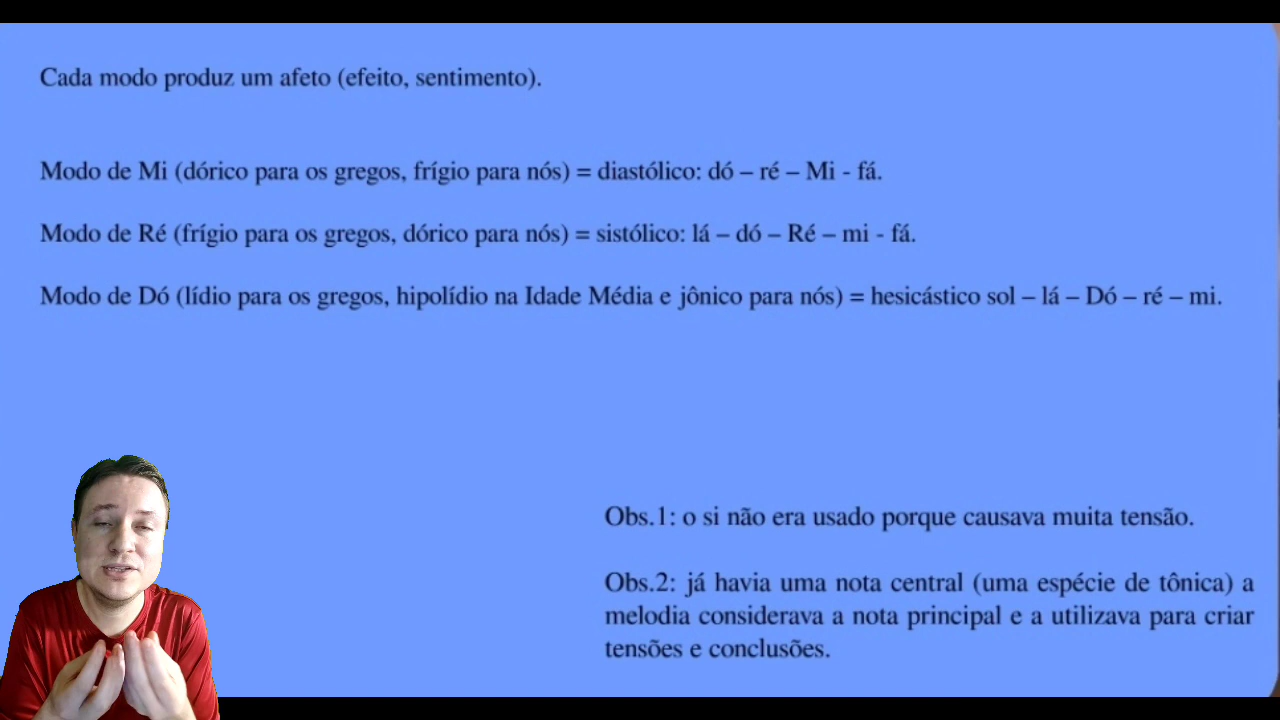 Cada modo produz um afeto (efeito, sentimento).
Modo de Mi (dórico para os gregos, frígio para nós) = diastólico: dó – ré – Mi - fá.
Modo de Ré (frígio para os gregos, dórico para nós) = sistólico: lá – dó – Ré – mi - fá.
Modo de Dó (lídio para os gregos, hipolídio na Idade Média e jônico para nós) = hesicástico sol – lá – Dó – ré – mi.
Obs.1: o si não era usado porque causava muita tensão.
Obs.2: já havia uma nota central (uma espécie de tônica) a
melodia considerava a nota principal e a utilizava para criar
tensões e conclusões.